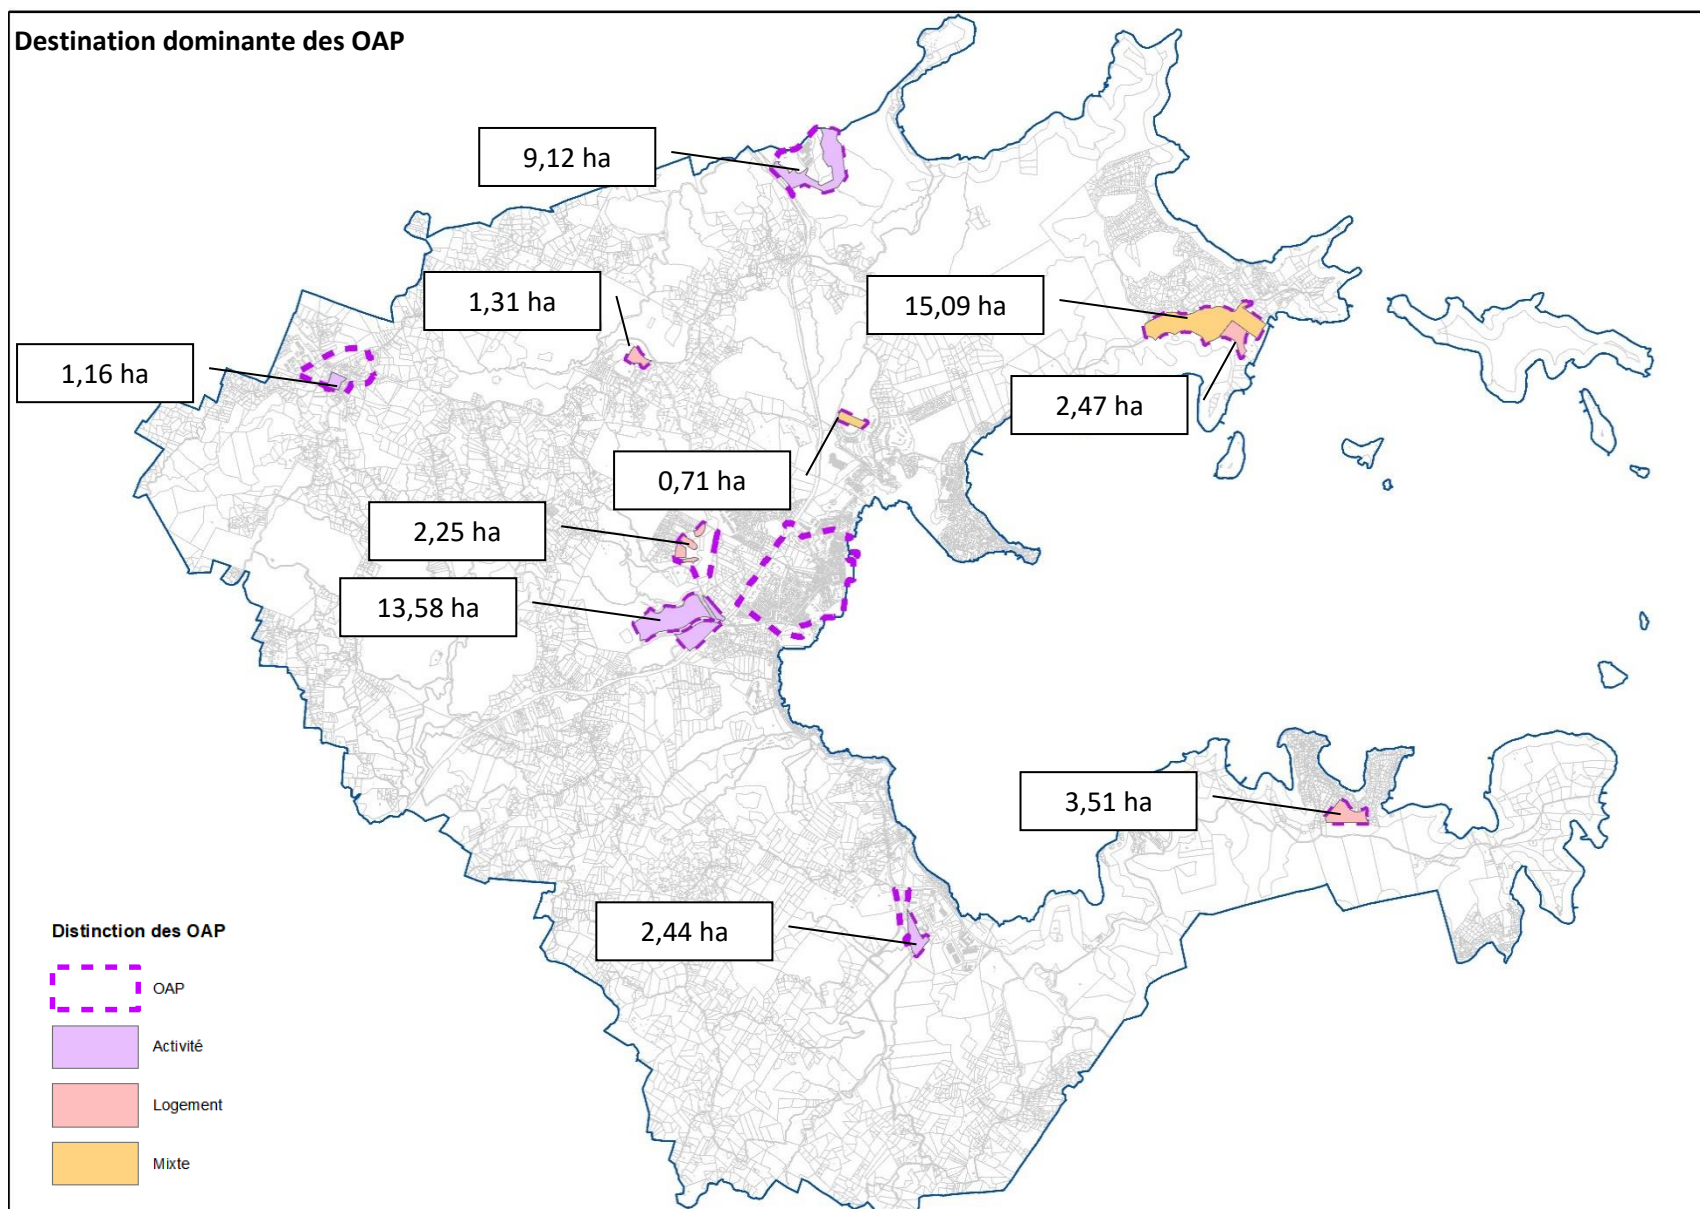 Destination dominante des OAP
9,12 ha
1,31 ha
15,09 ha
1,16 ha
2,47 ha
0,71 ha
2,25 ha
13,58 ha
3,51 ha
2,44 ha
Distinction des OAP
OAP
Activité
Logement
Mixte